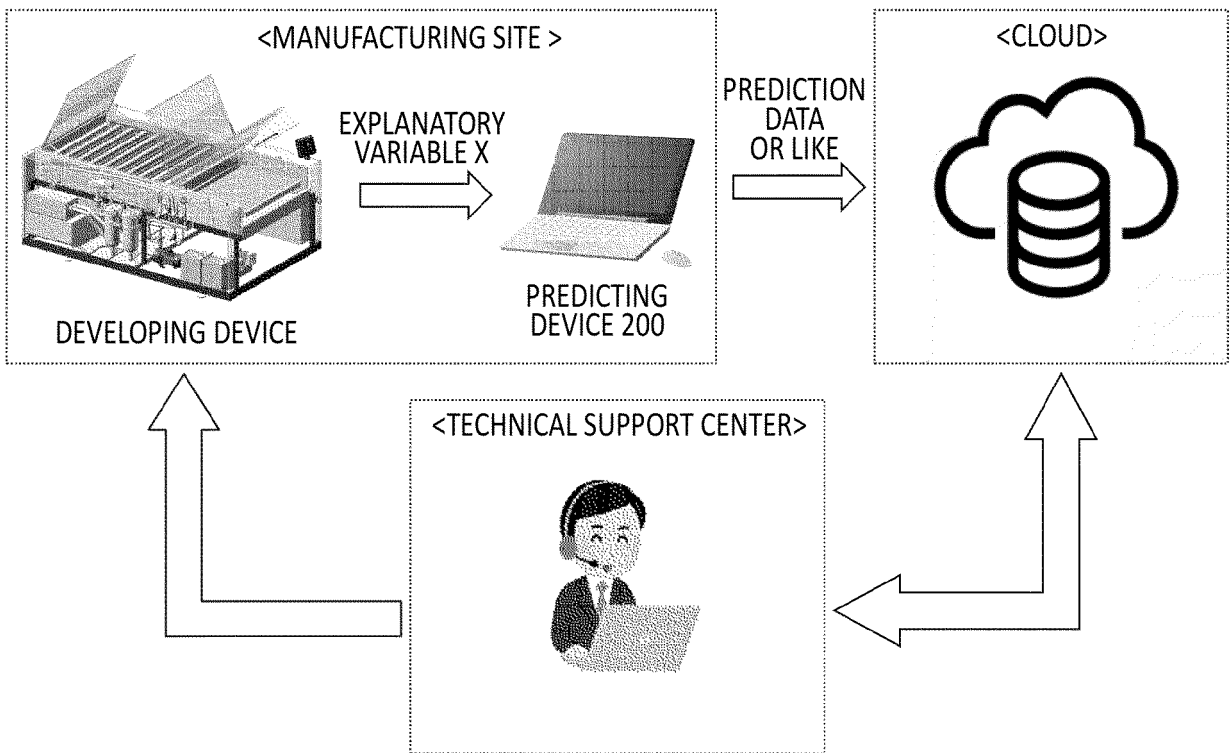 <MANUFACTURING SITE >
EXPLANATORY
VARIABLE X
DEVELOPING DEVICE
PREDICTING
DEVICE 200
PREDICTION
DATA
OR LIKE
<CLOUD>
<TECHNICAL SUPPORT CENTER>